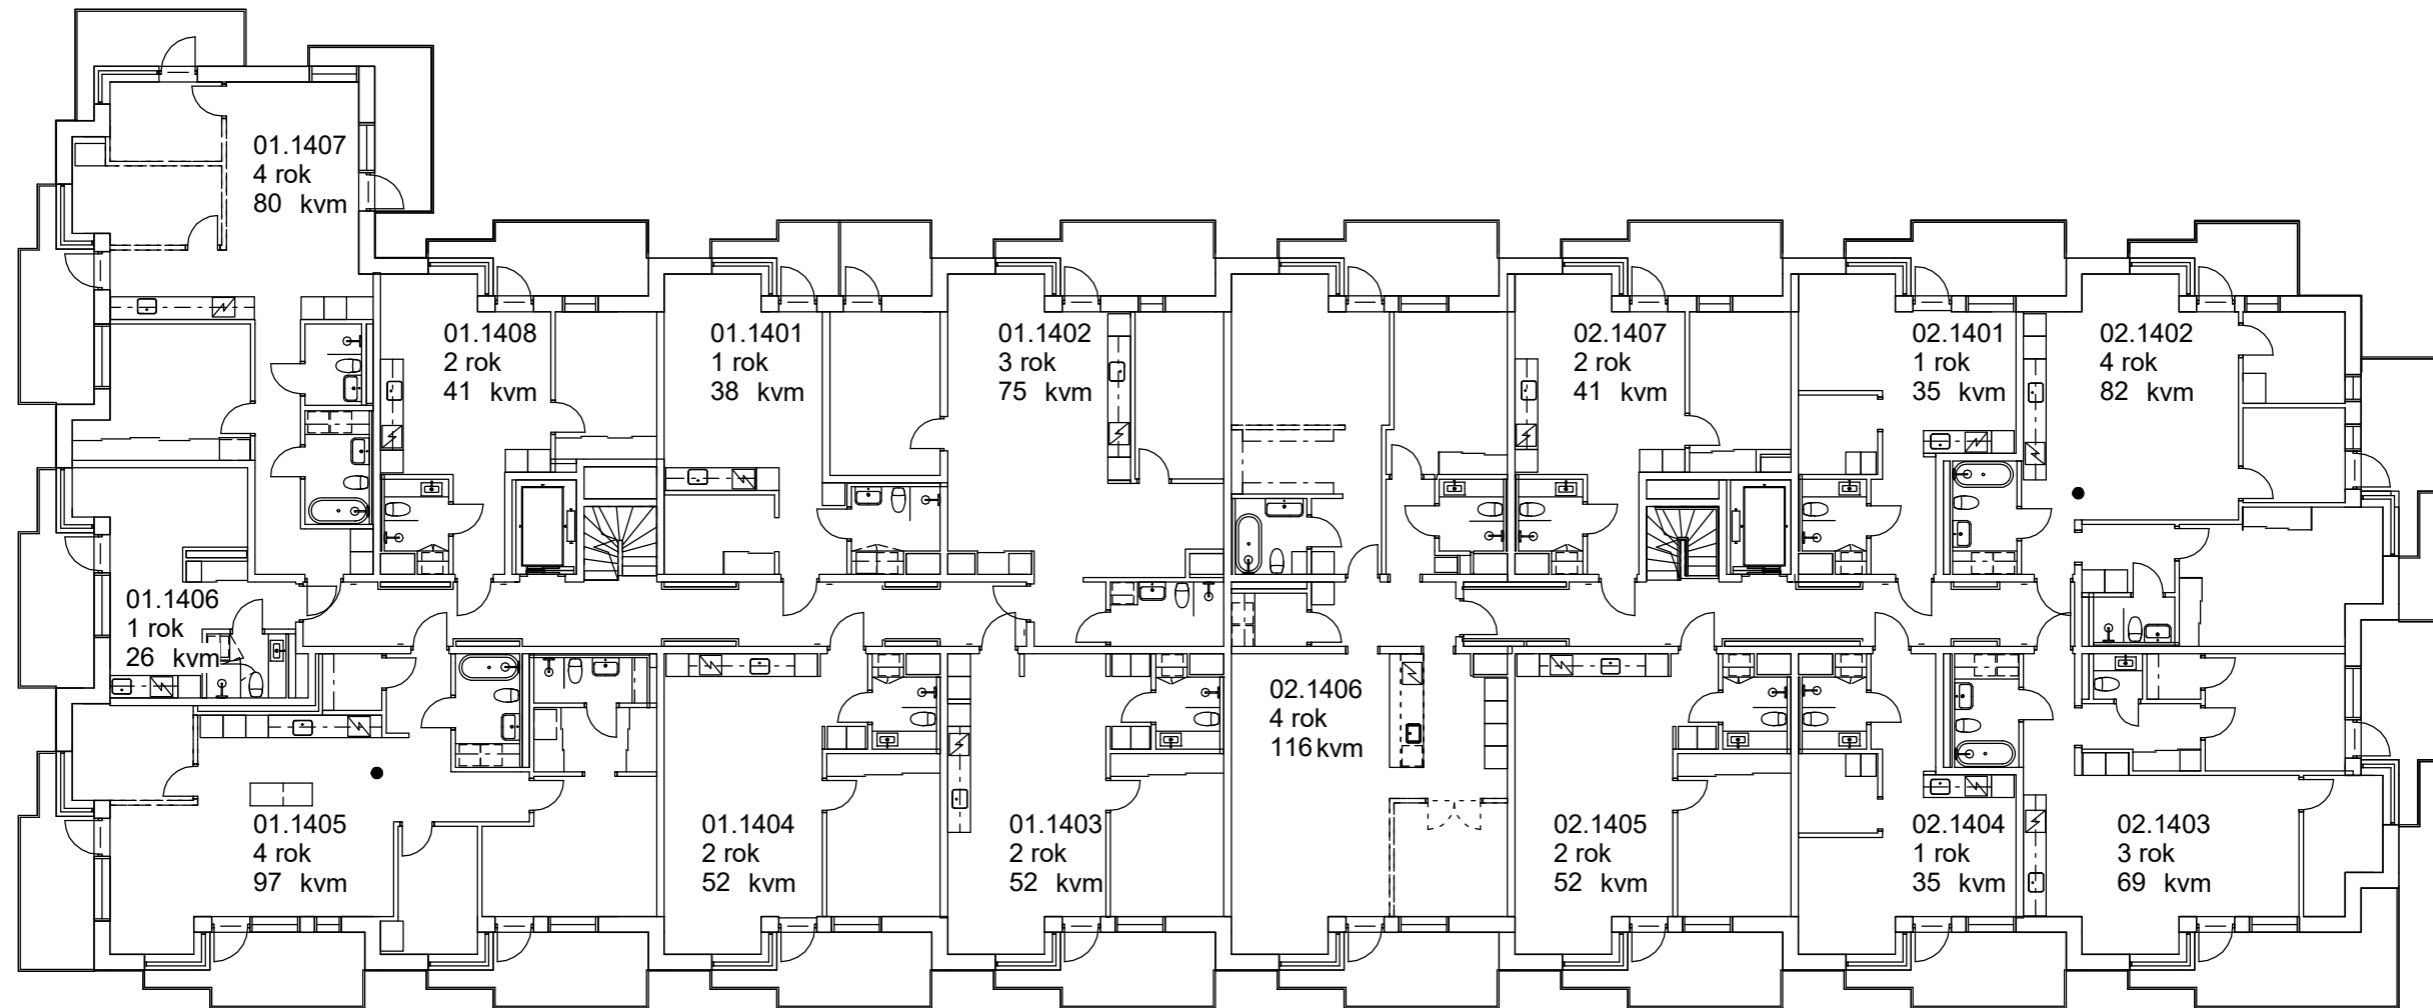 01.1407
4 rok
80 kvm
01.1408
2 rok
41 kvm
01.1401
1 rok
38 kvm
01.1402
3 rok
75 kvm
02.1407
2 rok
41 kvm
02.1401
1 rok
35 kvm
02.1402
4 rok
82 kvm
01.1406
1 rok
26 kvm
02.1406
4 rok
116 kvm
01.1405
4 rok
97 kvm
01.1404
2 rok
52 kvm
01.1403
2 rok
52 kvm
02.1405
2 rok
52 kvm
02.1404
1 rok
35 kvm
02.1403
3 rok
69 kvm